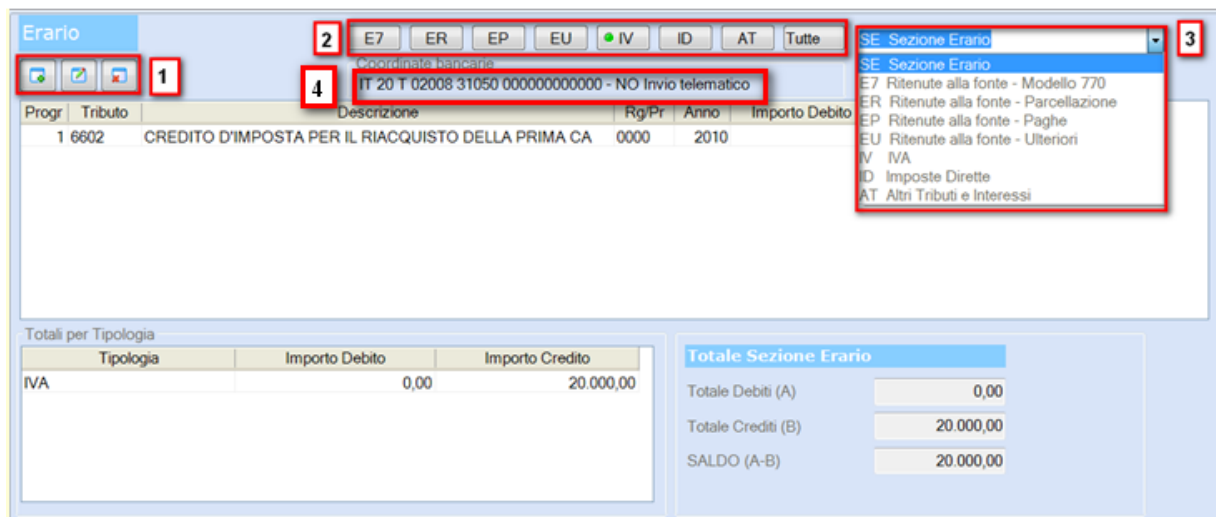 Erario
1
2
E7 ER EP EU IV ID AT Tutte
SE Sezione Erario
3
SE Sezione Erario
E7 Ritenute alla fonte - Modello 770
ER Ritenute alla fonte - Parcellazione
EP Ritenute alla fonte - Paghe
EU Ritenute alla fonte - Ulteriori
IV IVA
ID Imposte Dirette
AT Altri Tributi e Interessi
Coordinate bancarie
4
IT 20 T 02008 31050 000000000000 - NO Invio telematico
Progr Tributo Descrizione Rg/Pr Anno Importo Debito
1 6602 CREDITO D'IMPOSTA PER IL RIACQUISTO DELLA PRIMA CA 0000 2010
Totali per Tipologia
Tipologia Importo Debito Importo Credito
IVA 0,00 20.000,00
Totale Sezione Erario
Totale Debiti (A) 0,00
Totale Crediti (B) 20.000,00
SALDO (A-B) 20.000,00